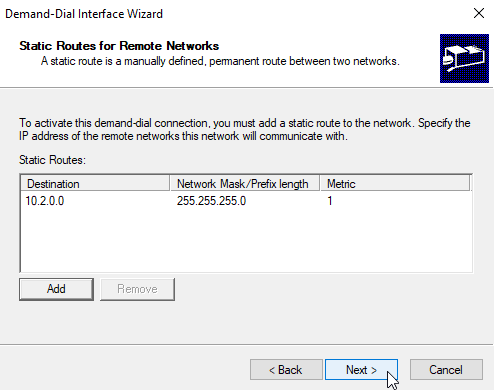 Demand-Dial Interface Wizard
Static Routes for Remote Networks
A static route is a manually defined, permanent route between two networks.
To activate this demand-dial connection, you must add a static route to the network. Specify the
IP address of the remote networks this network will communicate with.
Static Routes:
Destination Network Mask/Prefix length Metric
10.2.0.0 255.255.255.0 1
Add Remove
< Back Next > Cancel